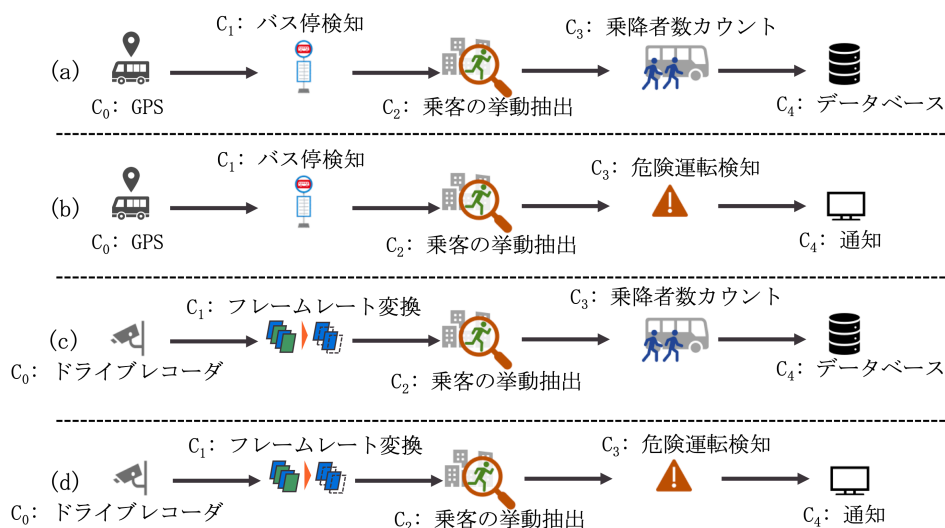 C₁: バス停検知
C₃: 乗降者数カウント
(a)
C₀: GPS
C₂: 乗客の挙動抽出
C₄: データベース
C₁: バス停検知
C₃: 危険運転検知
(b)
C₀: GPS
C₂: 乗客の挙動抽出
C₄: 通知
C₁: フレームレート変換
C₃: 乗降者数カウント
(c)
C₀: ドライブレコーダ
C₂: 乗客の挙動抽出
C₄: データベース
C₁: フレームレート変換
C₃: 危険運転検知
(d)
C₀: ドライブレコーダ
C₂: 乗客の挙動抽出
C₄: 通知